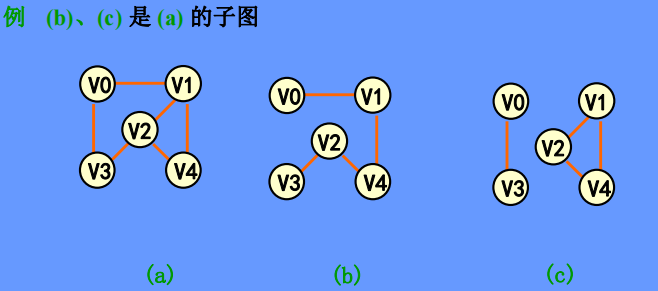 例 (b)、(c) 是 (a) 的子图
V0 V1 V2 V3 V4
V0 V1 V2 V3 V4
V0 V1 V2 V3 V4
(a) (b) (c)